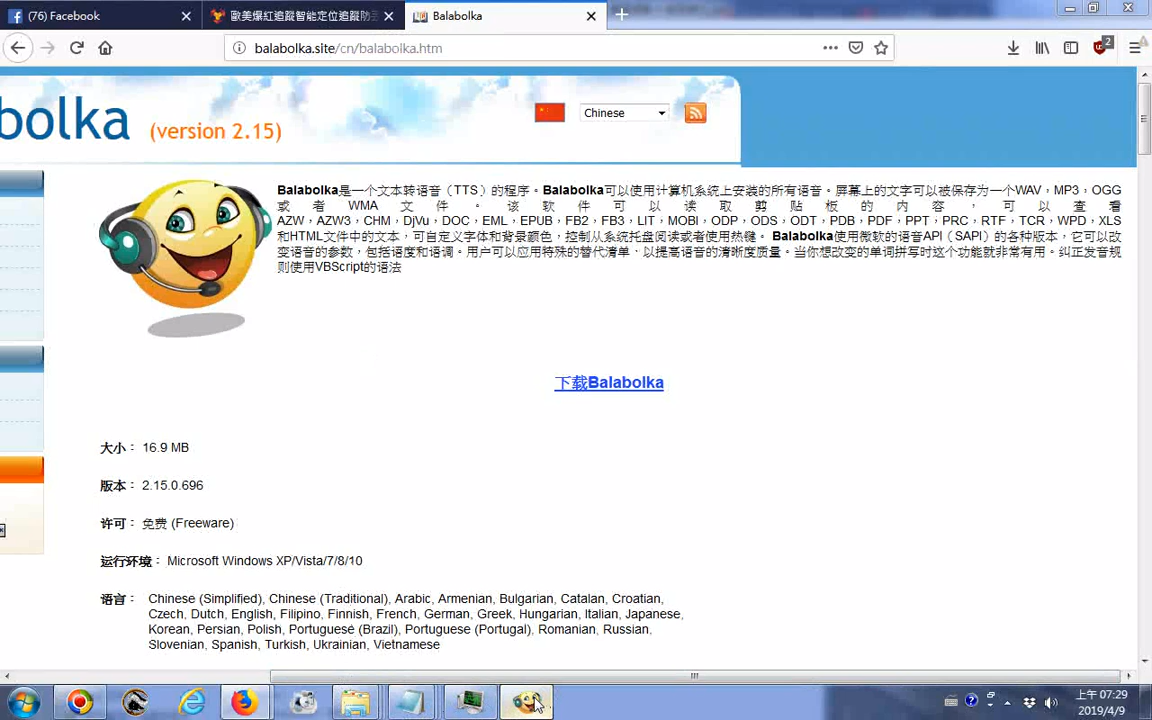 (76) Facebook
歐美爆紅追蹤智能定位追蹤防丟
Balabolka
balabolka.site/cn/balabolka.htm
2
bolka (version 2.15)
Chinese
Balabolka是一个文本转语音（TTS）的程序。Balabolka可以使用计算机系统上安装的所有语音。屏幕上的文字可以被保存为一个WAV，MP3，OGG
或者WMA文件。该软件可以读取剪贴板的内容，可以查看
AZW，AZW3，CHM，DjVu，DOC，EML，EPUB，FB2，FB3，LIT，MOBI，ODP，ODS，ODT，PDB，PDF，PPT，PRC，RTF，TCR，WPD，XLS
和HTML文件中的文本，可自定义字体和背景颜色，控制从系统托盘阅读或者使用热键。 Balabolka使用微软的语音API（SAPI）的各种版本，它可以改
变语音的参数，包括语度和语调。用户可以应用特殊的替代清单，以提高语音的清晰度质量。当你想改变的单词拼写时这个功能就非常有用。纠正发音规
则使用VBScript的语法
下载Balabolka
大小： 16.9 MB
版本： 2.15.0.696
许可： 免费 (Freeware)
运行环境： Microsoft Windows XP/Vista/7/8/10
语言： Chinese (Simplified), Chinese (Traditional), Arabic, Armenian, Bulgarian, Catalan, Croatian,
Czech, Dutch, English, Filipino, Finnish, French, German, Greek, Hungarian, Italian, Japanese,
Korean, Persian, Polish, Portuguese (Brazil), Portuguese (Portugal), Romanian, Russian,
Slovenian, Spanish, Turkish, Ukrainian, Vietnamese
上午 07:29
2019/4/9